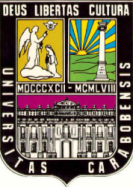 DEUS LIBERTAS CULTURA
MDCCCXCII - MCMLVIII
UNIVERSITAS
CARABOBENSIS